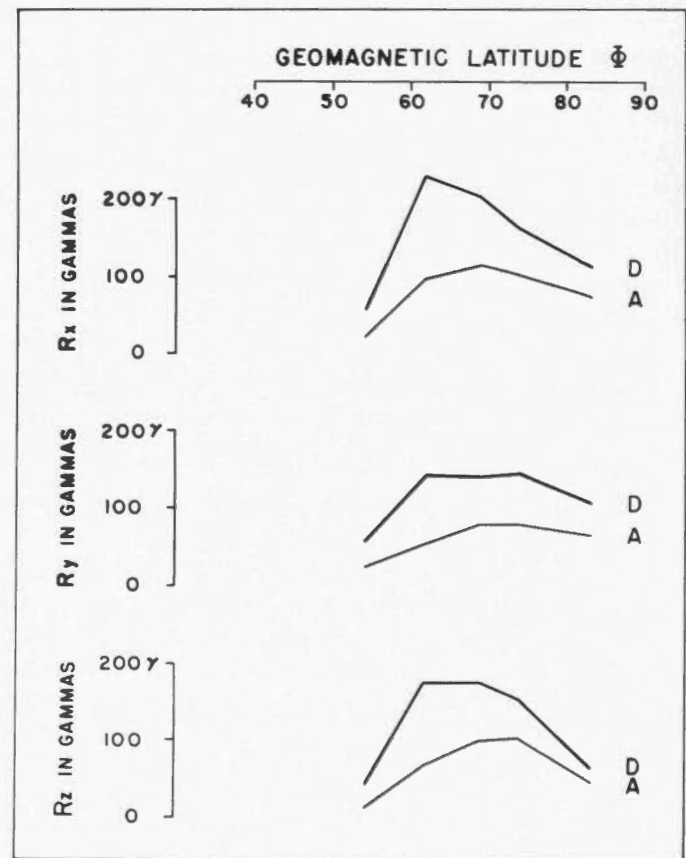 GEOMAGNETIC LATITUDE Φ
40 50 60 70 80 90
Rx IN GAMMAS
200γ
100
0
D
A
Ry IN GAMMAS
200γ
100
0
D
A
Rz IN GAMMAS
200γ
100
0
D
A